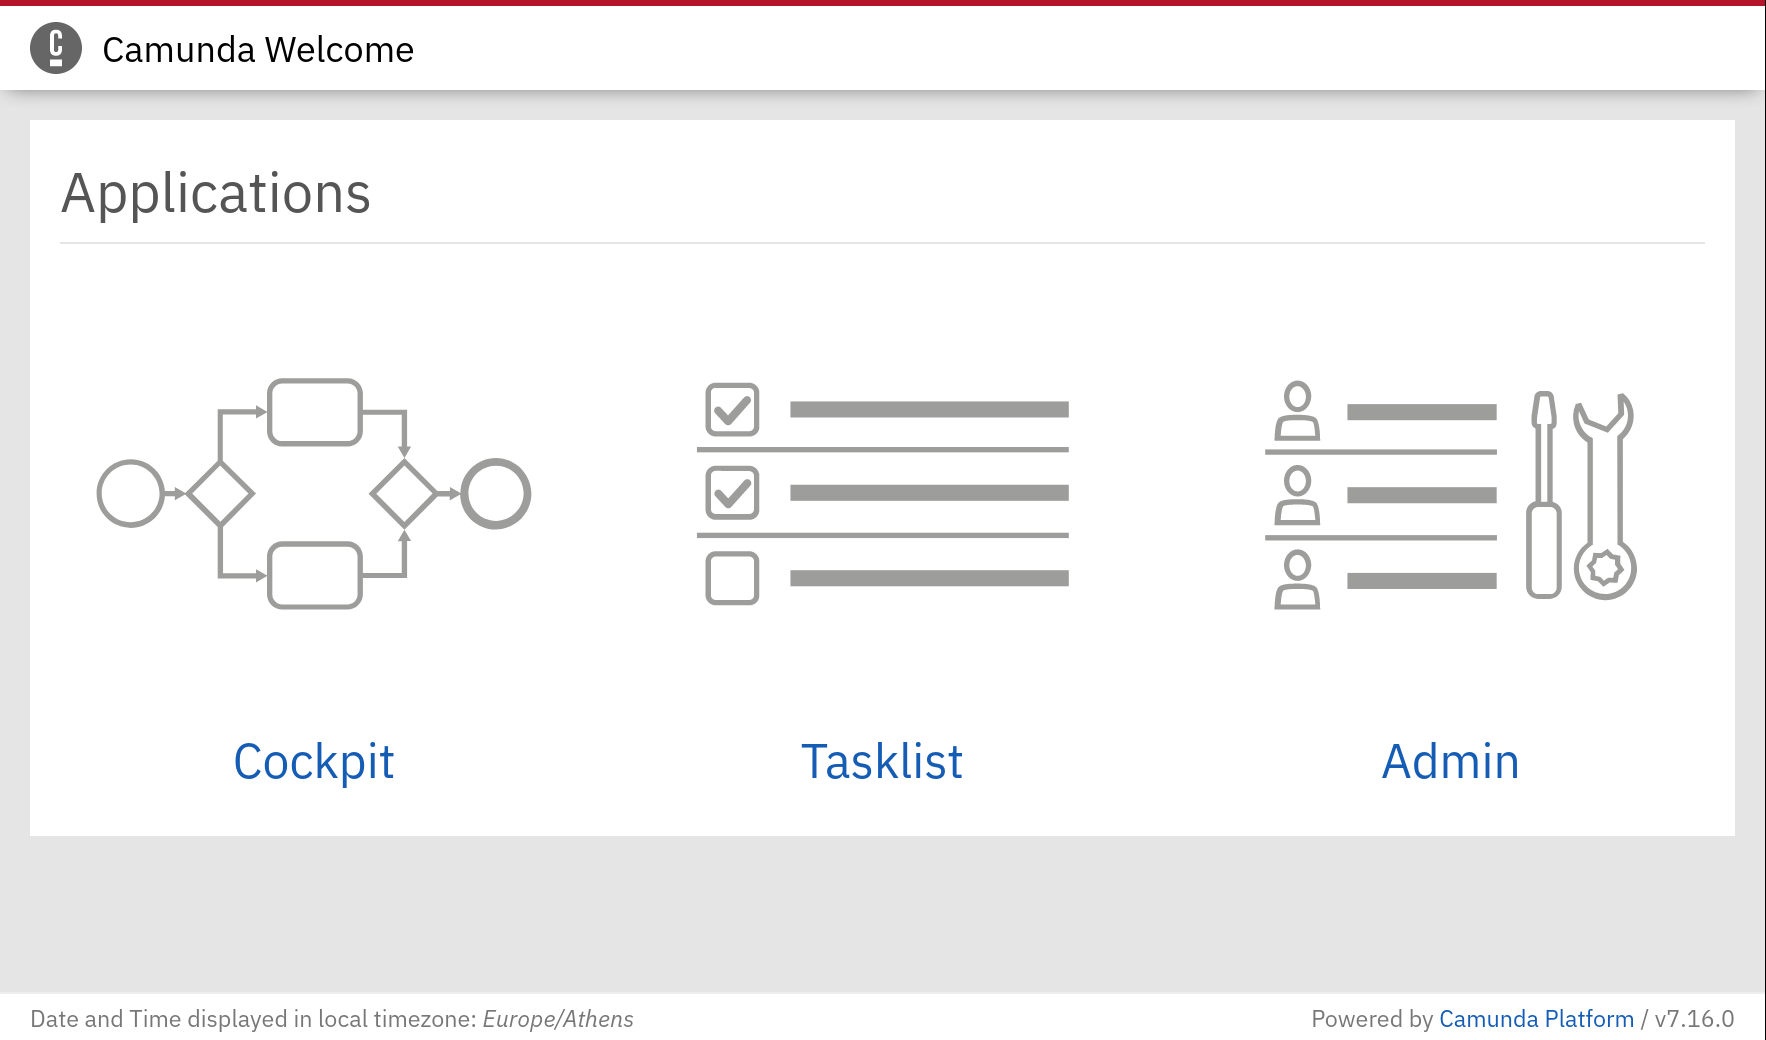 Camunda Welcome
Applications
Cockpit
Tasklist
Admin
Date and Time displayed in local timezone: Europe/Athens
Powered by Camunda Platform / v7.16.0